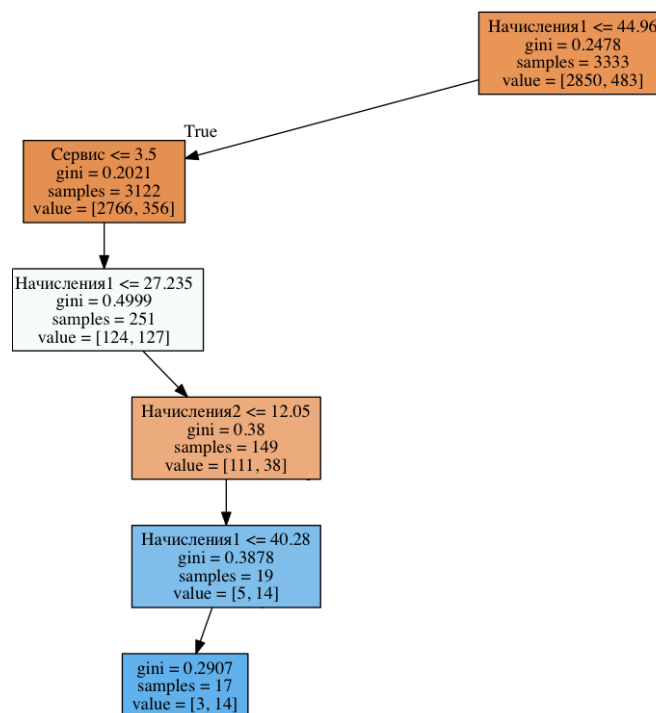 Начисления1 <= 44.96
gini = 0.2478
samples = 3333
value = [2850, 483]
True
Сервис <= 3.5
gini = 0.2021
samples = 3122
value = [2766, 356]
Начисления1 <= 27.235
gini = 0.4999
samples = 251
value = [124, 127]
Начисления2 <= 12.05
gini = 0.38
samples = 149
value = [111, 38]
Начисления1 <= 40.28
gini = 0.3878
samples = 19
value = [5, 14]
gini = 0.2907
samples = 17
value = [3, 14]